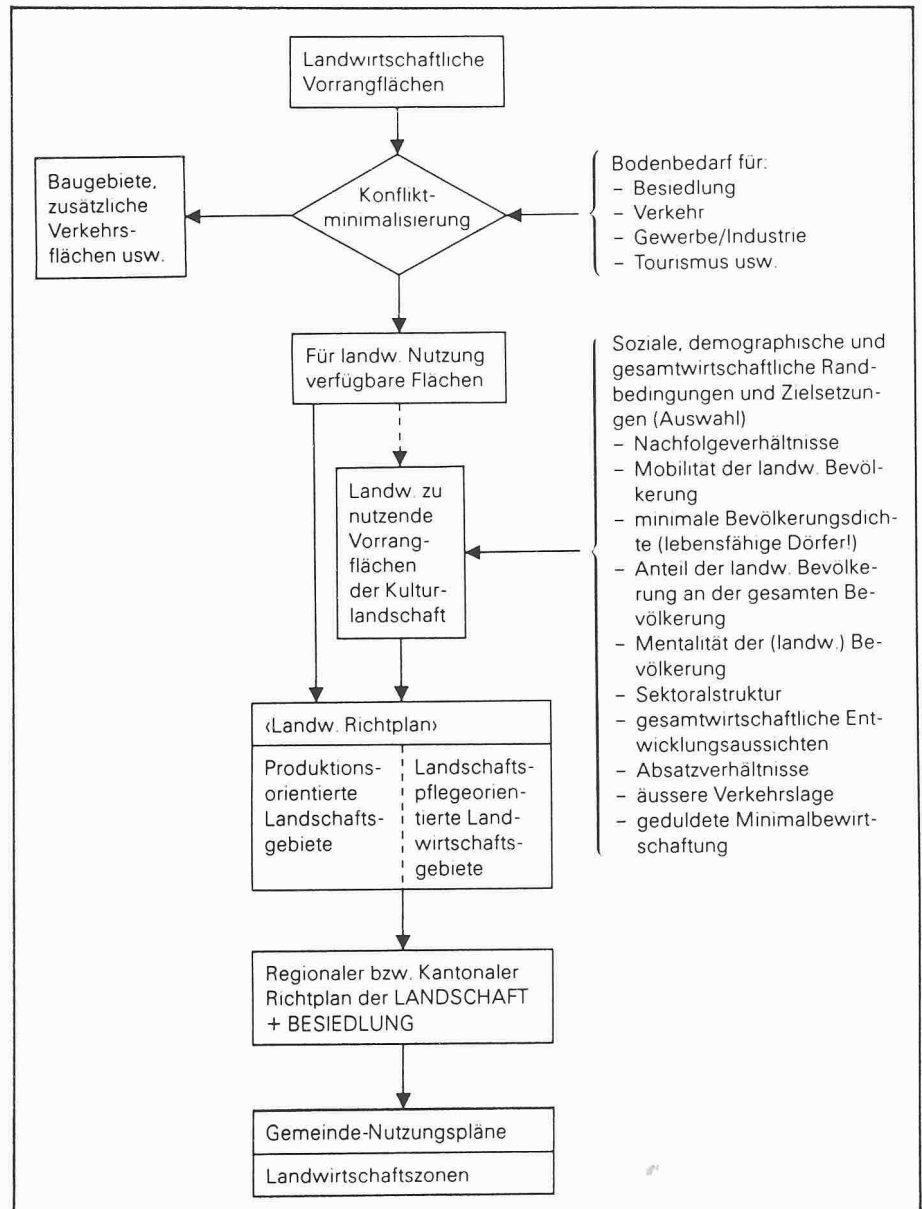 Landwirtschaftliche
Vorrangflächen
Baugebiete,
zusätzliche
Verkehrs-
flächen usw.
Konflikt-
minimalisierung
Bodenbedarf für:
– Besiedlung
– Verkehr
– Gewerbe/Industrie
– Tourismus usw.
Für landw. Nutzung
verfügbare Flächen
Landw. zu
nutzende
Vorrang-
flächen
der Kultur-
landschaft
Soziale, demographische und
gesamtwirtschaftliche Rand-
bedingungen und Zielsetzun-
gen (Auswahl)
– Nachfolgeverhältnisse
– Mobilität der landw. Bevöl-
kerung
– minimale Bevölkerungsdich-
te (lebensfähige Dörfer!)
– Anteil der landw. Bevölke-
rung an der gesamten Be-
völkerung
– Mentalität der (landw.) Be-
völkerung
– Sektoralstruktur
– gesamtwirtschaftliche Ent-
wicklungsaussichten
– Absatzverhältnisse
– äussere Verkehrslage
– geduldete Minimalbewirt-
schaftung
‹Landw. Richtplan›
Produktions-
orientierte
Landschafts-
gebiete
Landschafts-
pflegeorien-
tierte Land-
wirtschafts-
gebiete
Regionaler bzw. Kantonaler
Richtplan der LANDSCHAFT
+ BESIEDLUNG
Gemeinde-Nutzungspläne
Landwirtschaftszonen